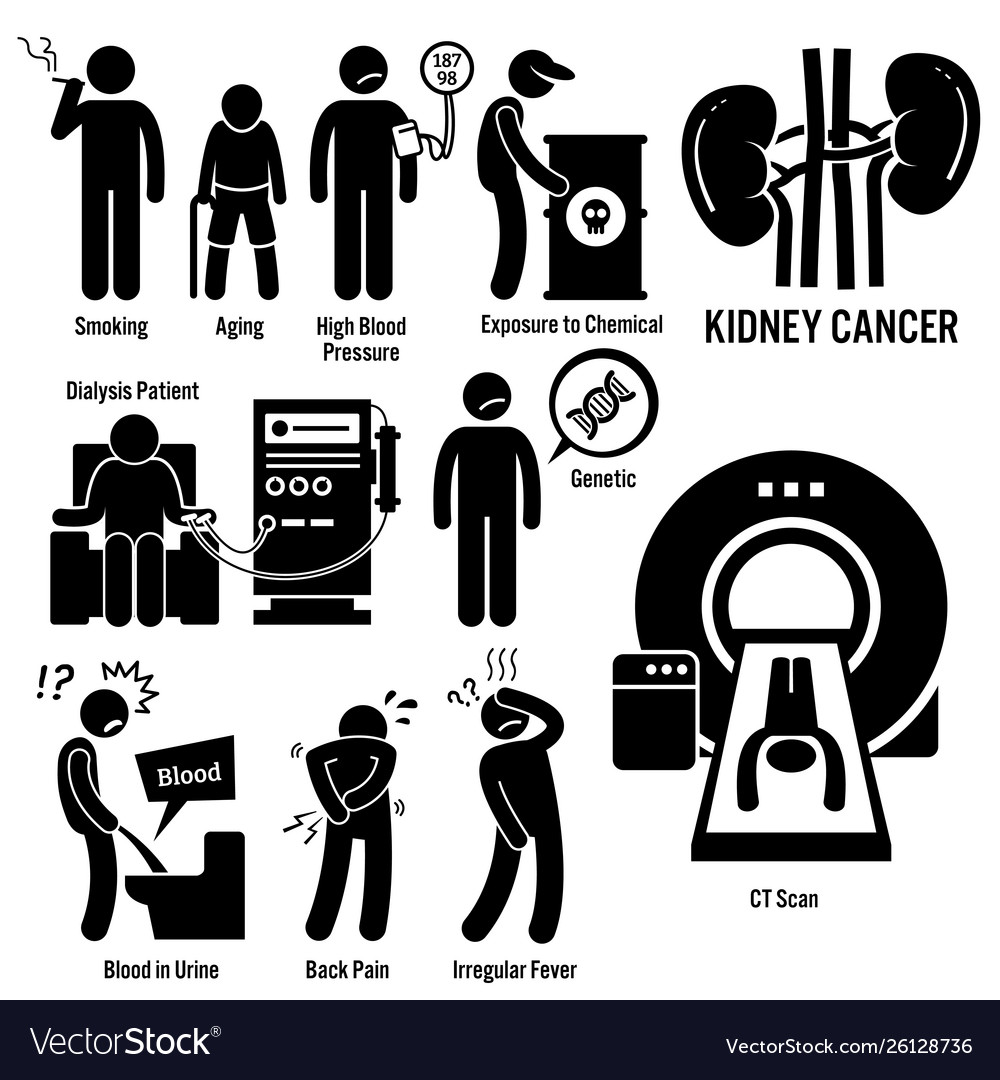 187
98
Smoking
Aging
High Blood
Pressure
Exposure to Chemical
KIDNEY CANCER
Dialysis Patient
Genetic
!?
Blood
??
CT Scan
Blood in Urine
Back Pain
Irregular Fever
VectorStock®
VectorStock.com/26128736